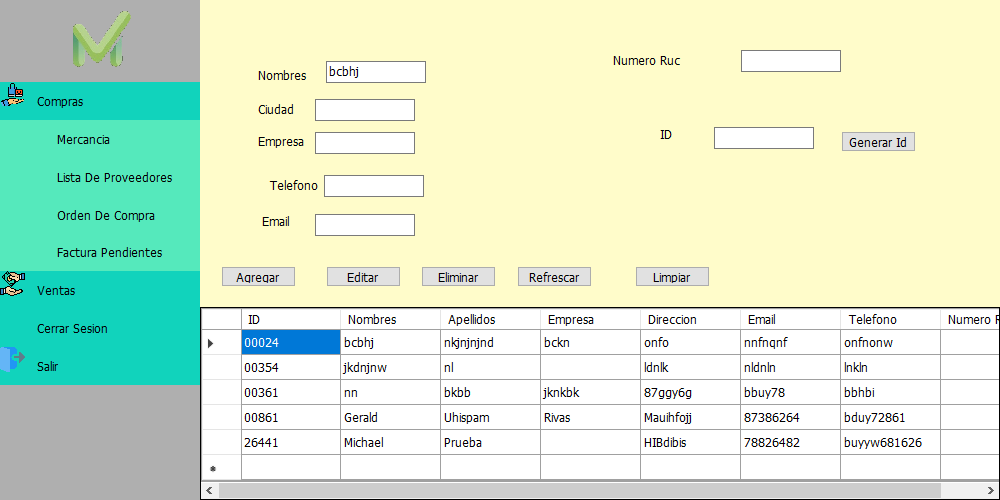 Compras
Mercancia
Lista De Proveedores
Orden De Compra
Factura Pendientes
Ventas
Cerrar Sesion
Salir
Nombres bcbhj
Ciudad
Empresa
Telefono
Email
Numero Ruc
ID Generar Id
Agregar Editar Eliminar Refrescar Limpiar
ID Nombres Apellidos Empresa Direccion Email Telefono Numero R
00024 bcbhj nkjnjnjnd bckn onfo nnfnqnf onfnonw
00354 jkdnjnw nl ldnlk nldnln lnkln
00361 nn bkbb jknkbk 87ggy6g bbuy78 bbhbi
00861 Gerald Uhispam Rivas Mauihfojj 87386264 bduy72861
26441 Michael Prueba HIBdibis 78826482 buyyw681626